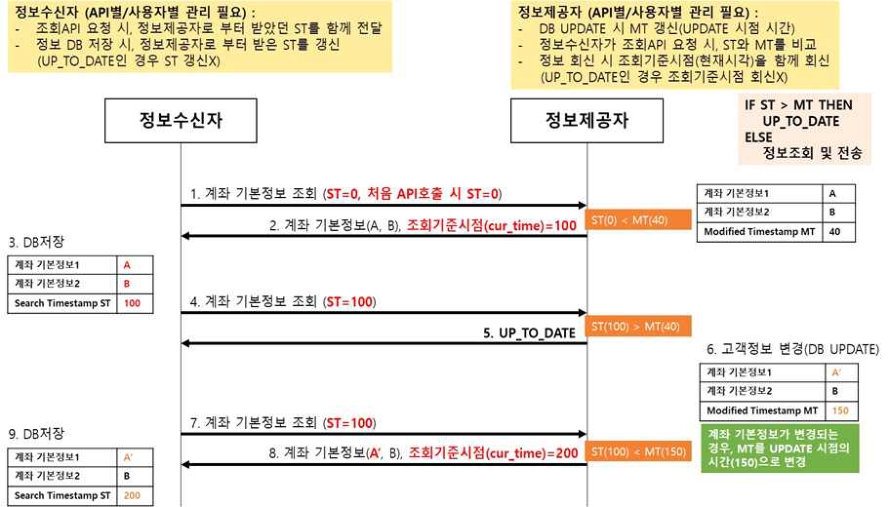 정보수신자 (API별/사용자별 관리 필요) :
- 조회API 요청 시, 정보제공자로 부터 받았던 ST를 함께 전달
- 정보 DB 저장 시, 정보제공자로 부터 받은 ST를 갱신
(UP_TO_DATE인 경우 ST 갱신X)
정보제공자 (API별/사용자별 관리 필요) :
- DB UPDATE 시 MT 갱신(UPDATE 시점 시간)
- 정보수신자가 조회API 요청 시, ST와 MT를 비교
- 정보 회신 시 조회기준시점(현재시각)을 함께 회신
(UP_TO_DATE인 경우 조회기준시점 회신X)
정보수신자
정보제공자
IF ST > MT THEN
UP_TO_DATE
ELSE
정보조회 및 전송
1. 계좌 기본정보 조회 (ST=0, 처음 API호출 시 ST=0)
계좌 기본정보1 A
계좌 기본정보2 B
Modified Timestamp MT 40
ST(0) < MT(40)
2. 계좌 기본정보(A, B), 조회기준시점(cur_time)=100
3. DB저장
계좌 기본정보1 A
계좌 기본정보2 B
Search Timestamp ST 100
4. 계좌 기본정보 조회 (ST=100)
ST(100) > MT(40)
5. UP_TO_DATE
6. 고객정보 변경(DB UPDATE)
계좌 기본정보1 A'
계좌 기본정보2 B
Modified Timestamp MT 150
계좌 기본정보가 변경되는
경우, MT를 UPDATE 시점의
시간(150)으로 변경
7. 계좌 기본정보 조회 (ST=100)
ST(100) < MT(150)
8. 계좌 기본정보(A', B), 조회기준시점(cur_time)=200
9. DB저장
계좌 기본정보1 A'
계좌 기본정보2 B
Search Timestamp ST 200